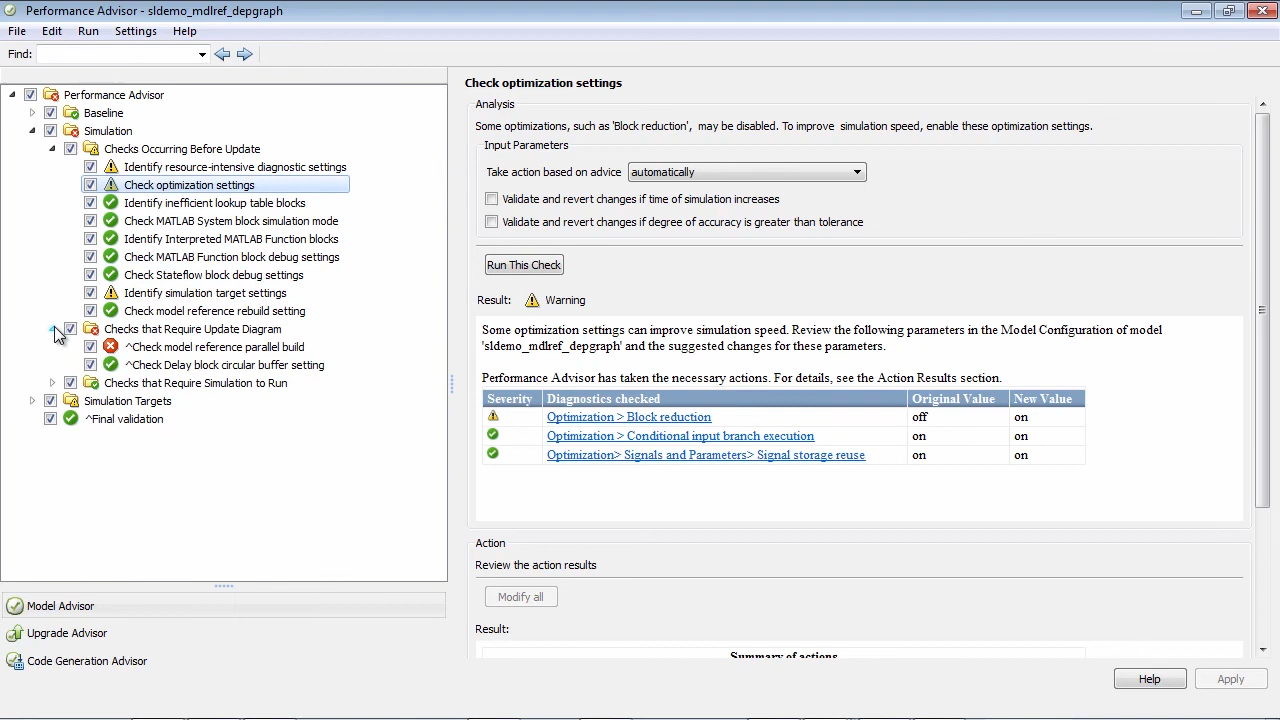 Performance Advisor - sldemo_mdlref_depgraph
File Edit Run Settings Help
Find:
Performance Advisor
Baseline
Simulation
Checks Occurring Before Update
Identify resource-intensive diagnostic settings
Check optimization settings
Identify inefficient lookup table blocks
Check MATLAB System block simulation mode
Identify Interpreted MATLAB Function blocks
Check MATLAB Function block debug settings
Check Stateflow block debug settings
Identify simulation target settings
Check model reference rebuild setting
Checks that Require Update Diagram
^Check model reference parallel build
^Check Delay block circular buffer setting
Checks that Require Simulation to Run
Simulation Targets
^Final validation
Model Advisor
Upgrade Advisor
Code Generation Advisor
Check optimization settings
Analysis
Some optimizations, such as 'Block reduction', may be disabled. To improve simulation speed, enable these optimization settings.
Input Parameters
Take action based on advice automatically
Validate and revert changes if time of simulation increases
Validate and revert changes if degree of accuracy is greater than tolerance
Run This Check
Result: Warning
Some optimization settings can improve simulation speed. Review the following parameters in the Model Configuration of model
'sldemo_mdlref_depgraph' and the suggested changes for these parameters.
Performance Advisor has taken the necessary actions. For details, see the Action Results section.
Severity Diagnostics checked Original Value New Value
Optimization > Block reduction off on
Optimization > Conditional input branch execution on on
Optimization> Signals and Parameters> Signal storage reuse on on
Action
Review the action results
Modify all
Result:
Summary of actions
Help Apply